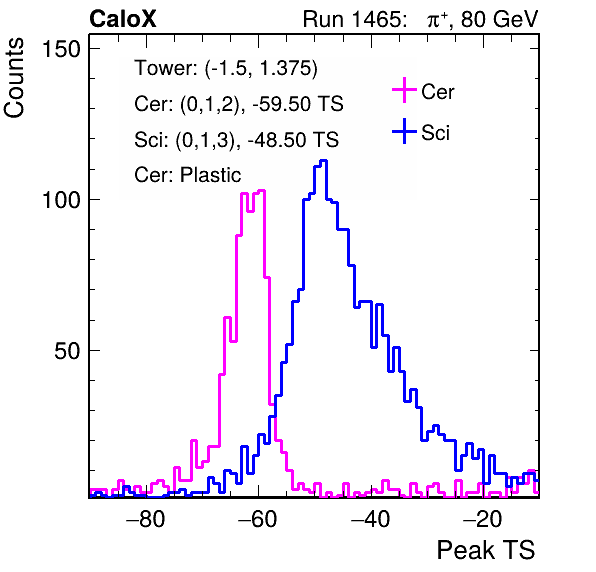 CaloX Run 1465: π⁺, 80 GeV
Counts
150
100
50
Tower: (-1.5, 1.375)
Cer: (0,1,2), -59.50 TS
Sci: (0,1,3), -48.50 TS
Cer: Plastic
Cer
Sci
−80 −60 −40 −20
Peak TS